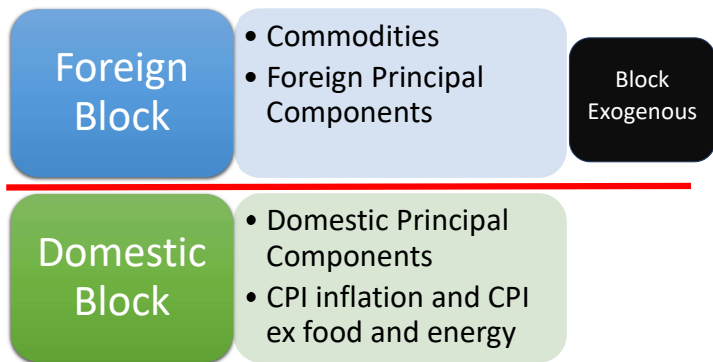 Foreign
Block
• Commodities
• Foreign Principal
Components
Block
Exogenous
Domestic
Block
• Domestic Principal
Components
• CPI inflation and CPI
ex food and energy